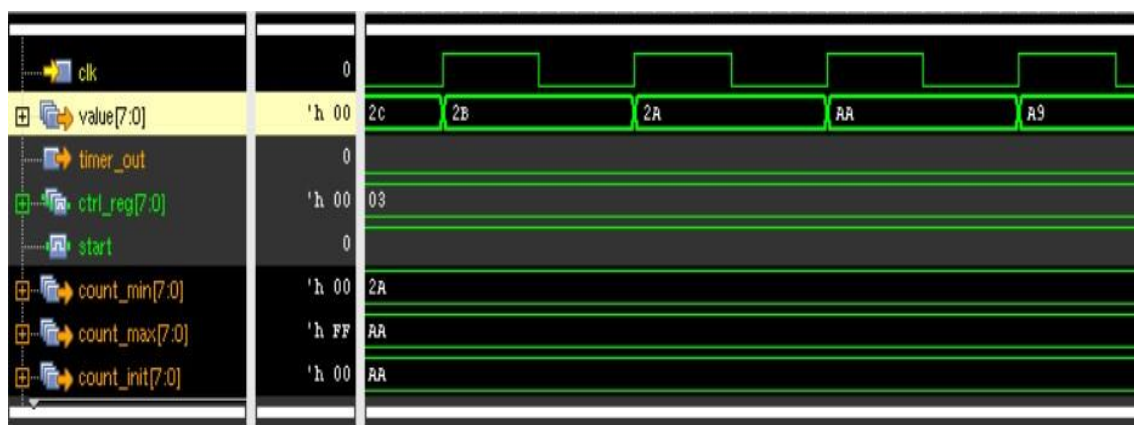 clk 0
value[7:0] 'h 00 2C 2B 2A AA A9
timer_out 0
ctrl_reg[7:0] 'h 00 03
start 0
count_min[7:0] 'h 00 2A
count_max[7:0] 'h FF AA
count_init[7:0] 'h 00 AA